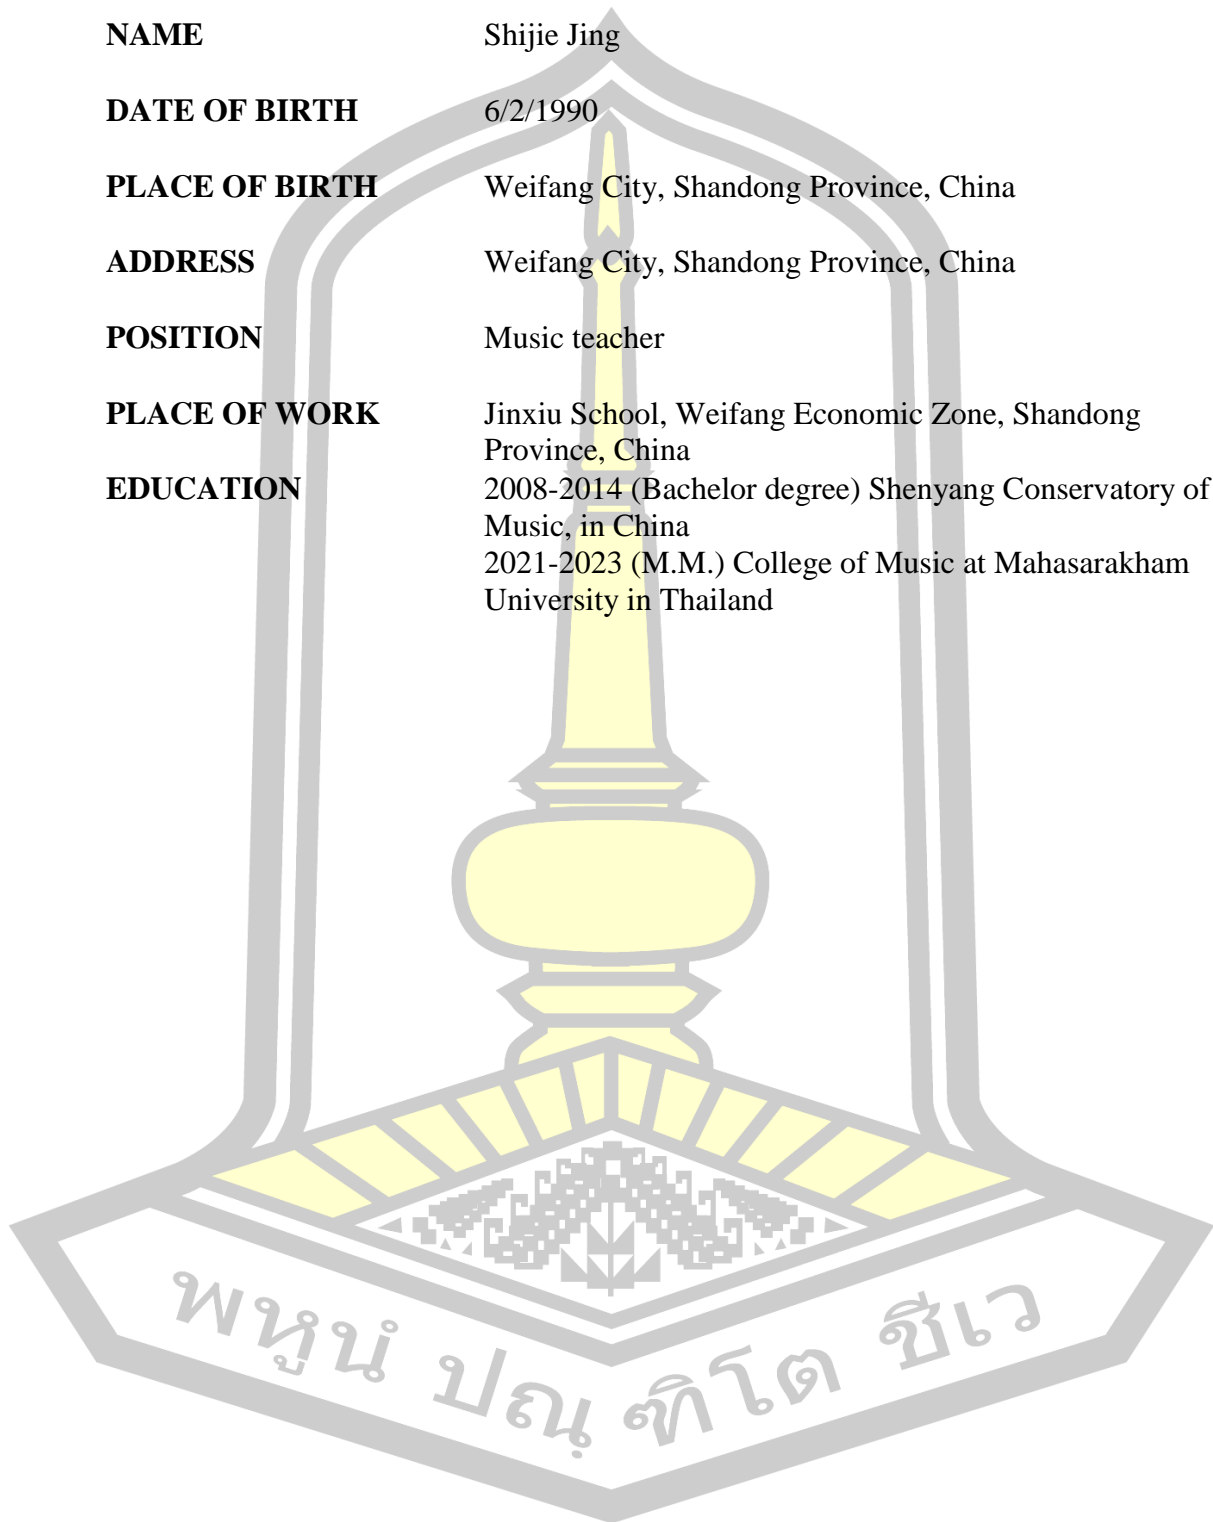 NAME Shijie Jing
DATE OF BIRTH 6/2/1990
PLACE OF BIRTH Weifang City, Shandong Province, China
ADDRESS Weifang City, Shandong Province, China
POSITION Music teacher
PLACE OF WORK Jinxiu School, Weifang Economic Zone, Shandong
Province, China
EDUCATION 2008-2014 (Bachelor degree) Shenyang Conservatory of
Music, in China
2021-2023 (M.M.) College of Music at Mahasarakham
University in Thailand
พหูนํ ปณฺฑิโต ชีเว